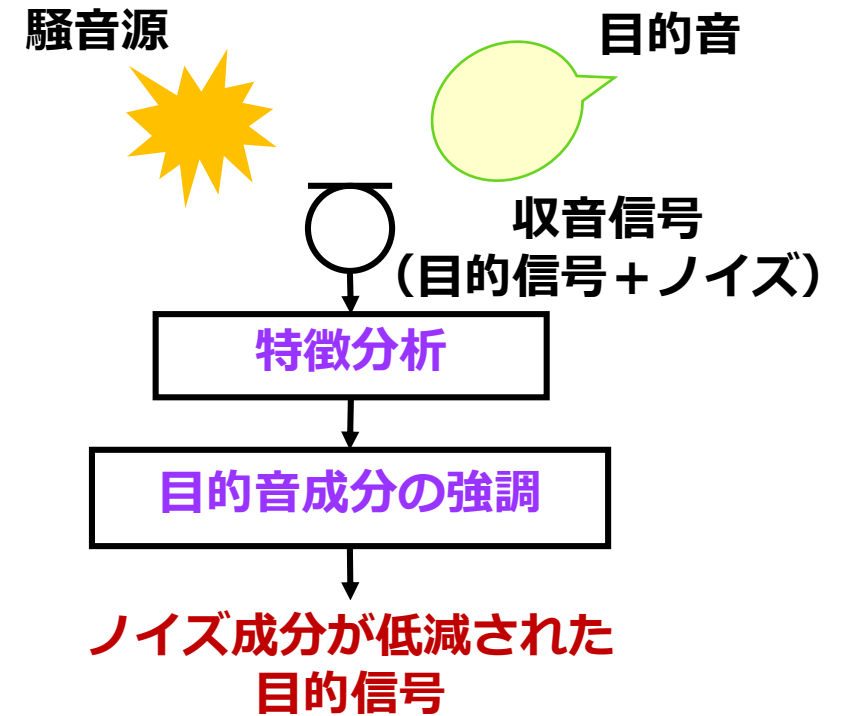 騒音源
目的音
収音信号
（目的信号＋ノイズ）
特徴分析
目的音成分の強調
ノイズ成分が低減された
目的信号